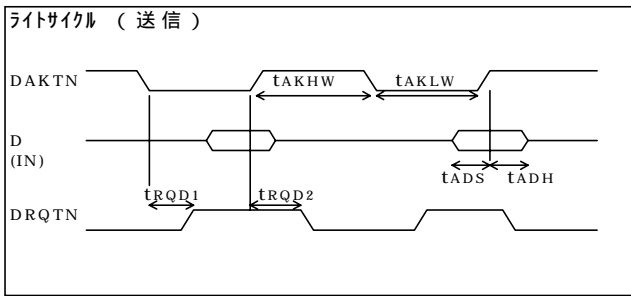 ﾗｲﾄｻｲｸﾙ （送信）
DAKTN
tAKHW tAKLW
D
(IN)
tADS tADH
tRQD1 tRQD2
DRQTN